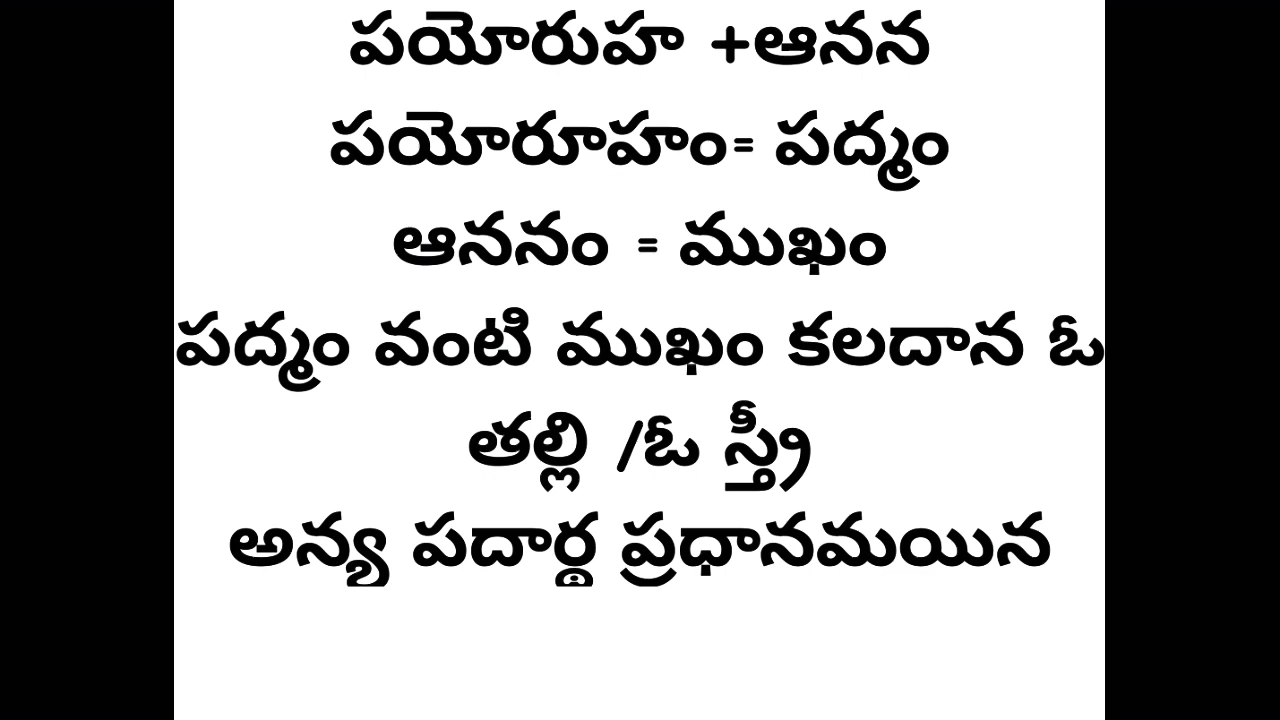 పయోరుహ +ఆనన
పయోరూహం= పద్మం
ఆననం = ముఖం
పద్మం వంటి ముఖం కలదాన ఓ
తల్లి /ఓ స్త్రీ
అన్య పదార్థ ప్రధానమయిన